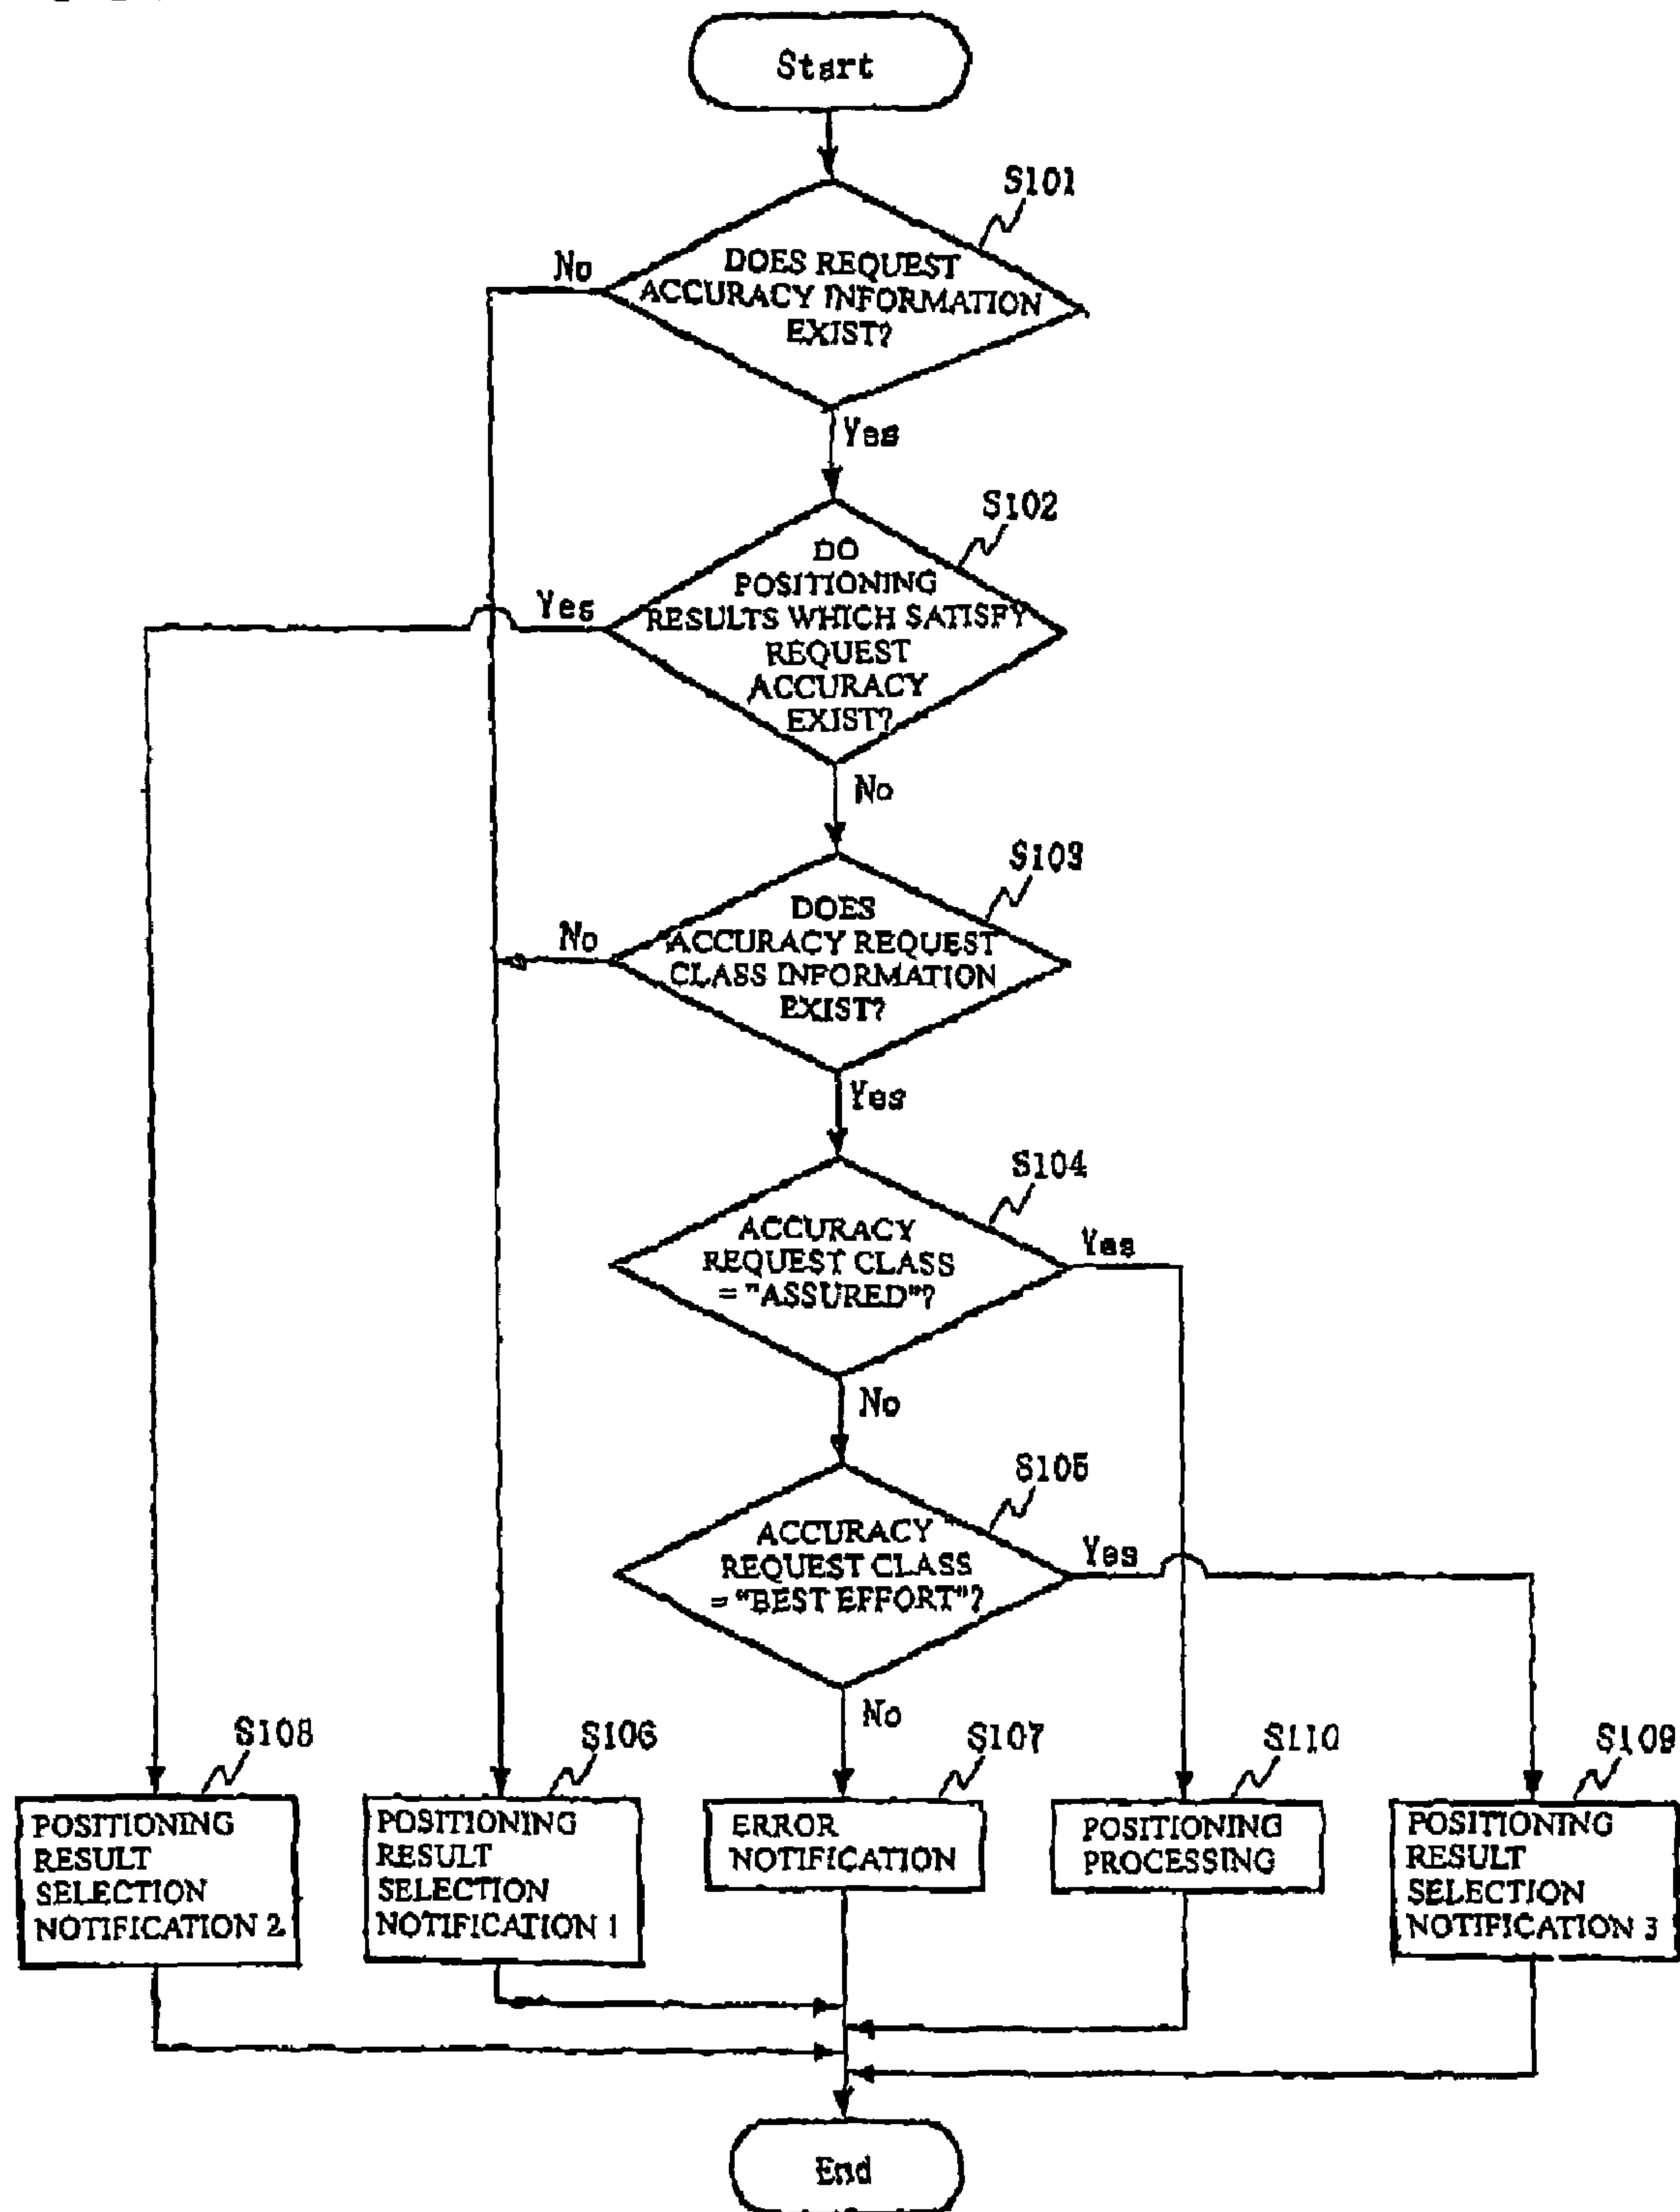 Start
S101
DOES REQUEST
ACCURACY INFORMATION
EXIST?
No
Yes
S102
DO
POSITIONING
RESULTS WHICH SATISFY
REQUEST
ACCURACY
EXIST?
Yes
No
S103
DOES
ACCURACY REQUEST
CLASS INFORMATION
EXIST?
No
Yes
S104
ACCURACY
REQUEST CLASS
= "ASSURED"?
Yes
No
S105
ACCURACY
REQUEST CLASS
= "BEST EFFORT"?
Yes
No
S108
POSITIONING
RESULT
SELECTION
NOTIFICATION 2
S106
POSITIONING
RESULT
SELECTION
NOTIFICATION 1
S107
ERROR
NOTIFICATION
S110
POSITIONING
PROCESSING
S109
POSITIONING
RESULT
SELECTION
NOTIFICATION 3
End